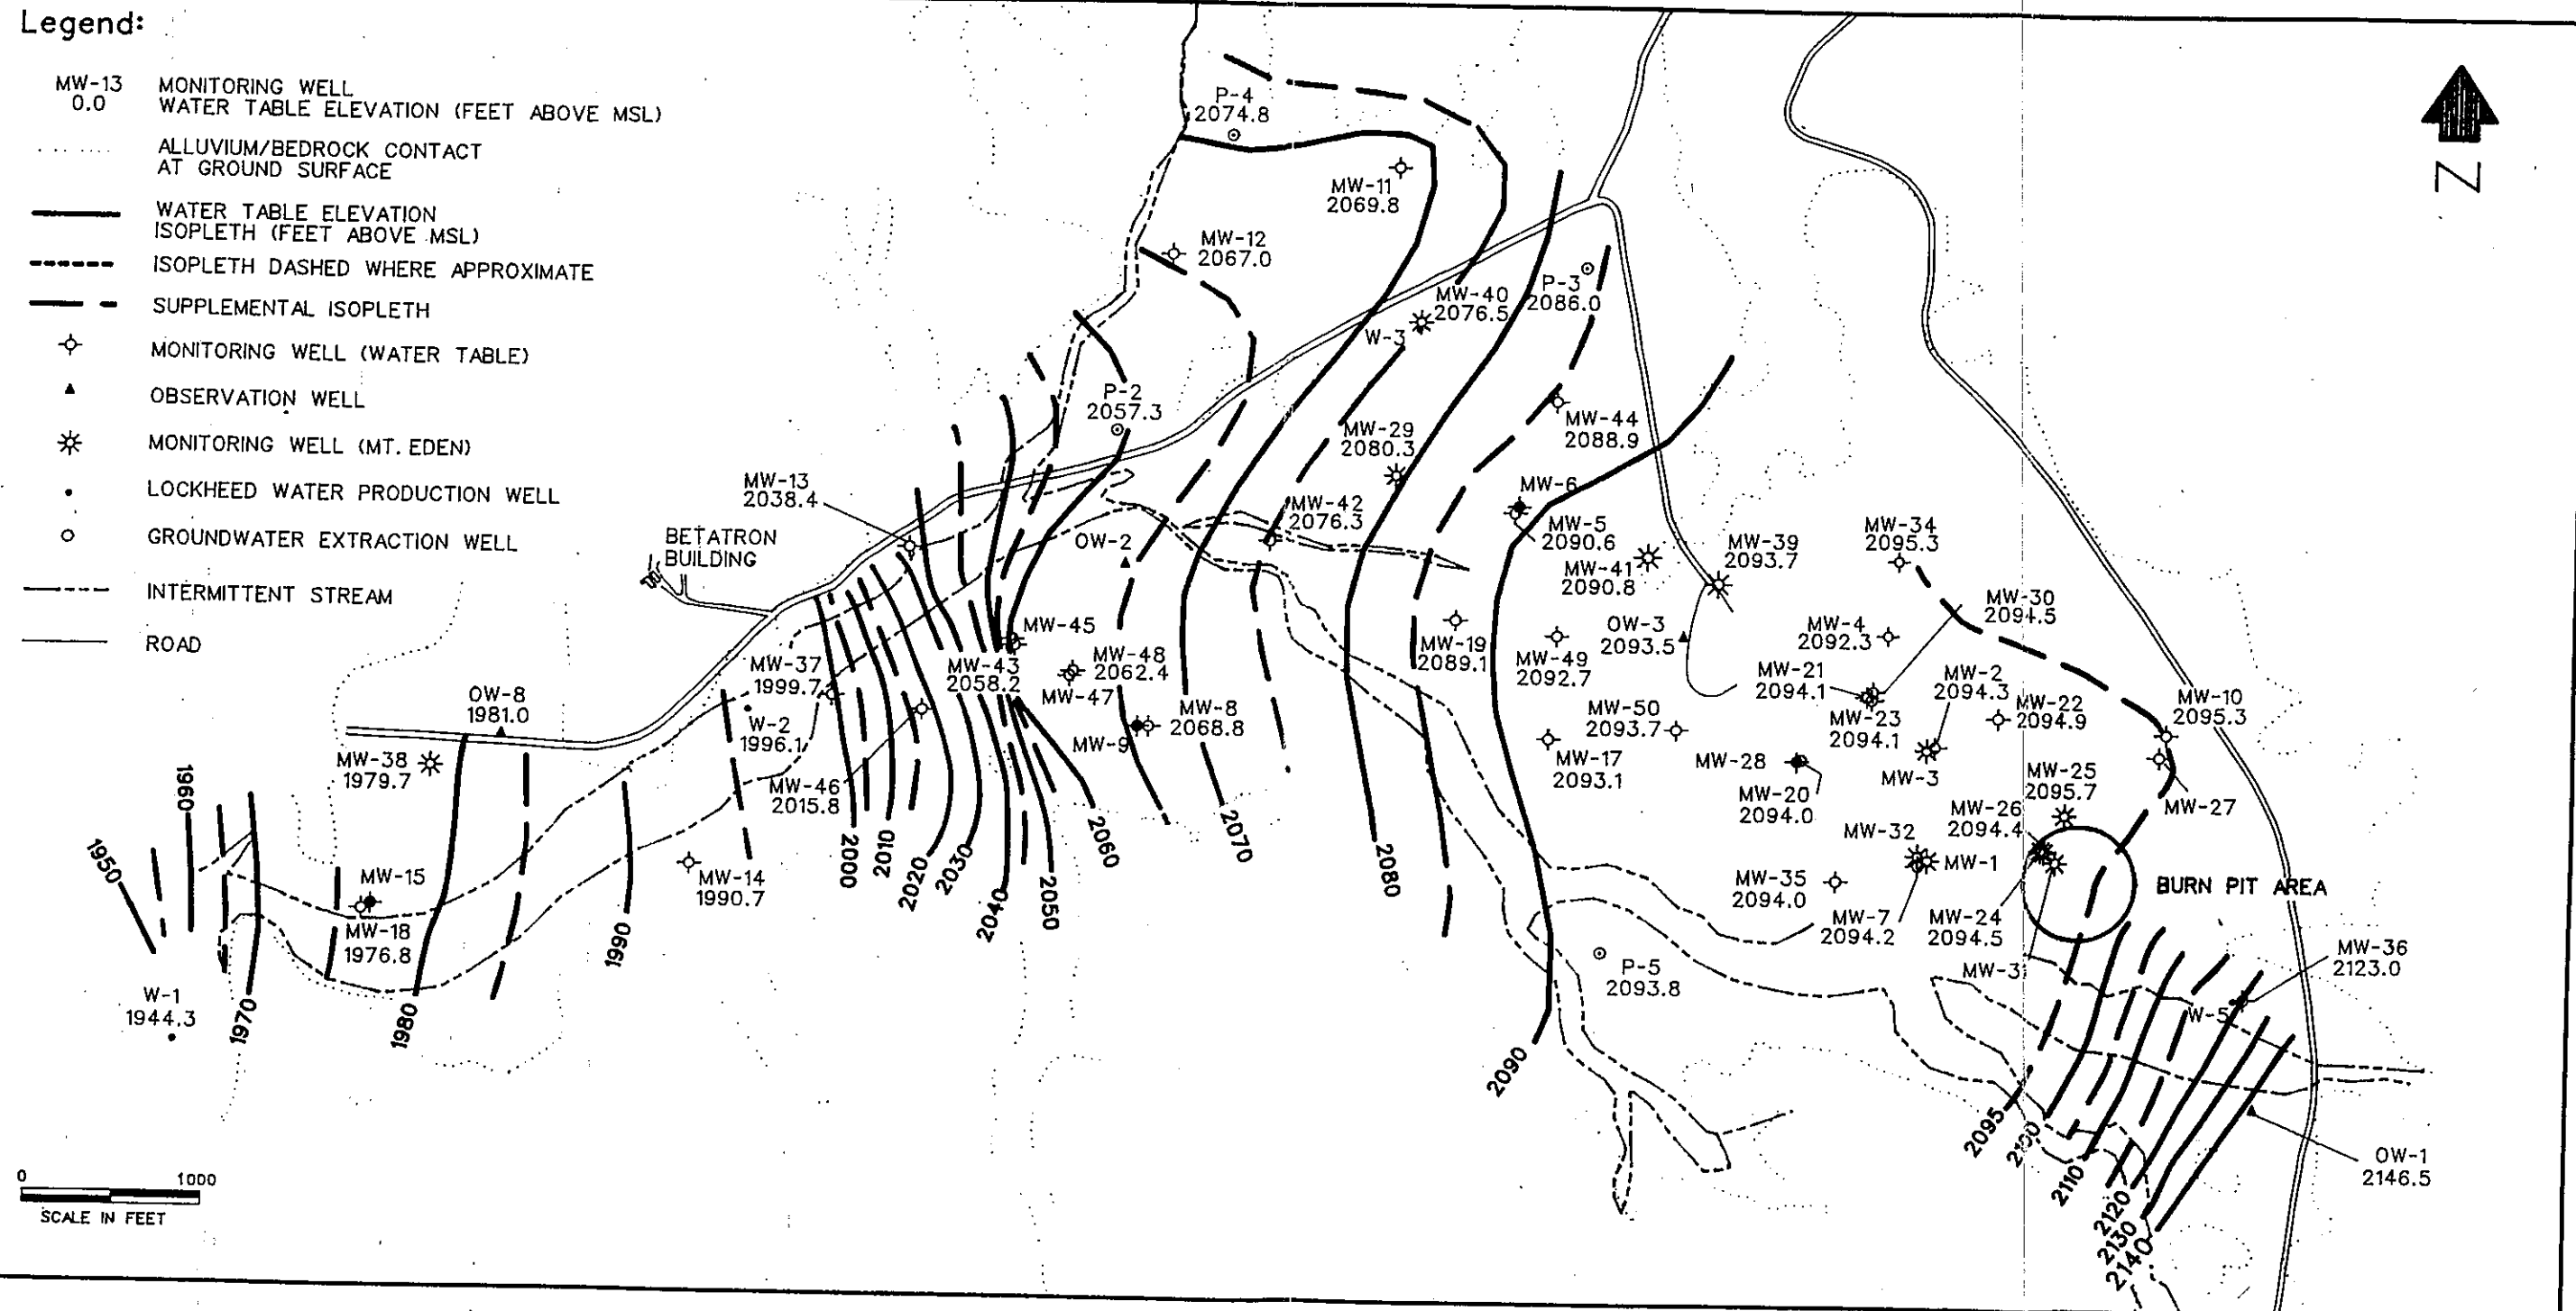 Legend:
MW-13
0.0
MONITORING WELL
WATER TABLE ELEVATION (FEET ABOVE MSL)
ALLUVIUM/BEDROCK CONTACT
AT GROUND SURFACE
WATER TABLE ELEVATION
ISOPLETH (FEET ABOVE MSL)
ISOPLETH DASHED WHERE APPROXIMATE
SUPPLEMENTAL ISOPLETH
MONITORING WELL (WATER TABLE)
OBSERVATION WELL
MONITORING WELL (MT. EDEN)
LOCKHEED WATER PRODUCTION WELL
GROUNDWATER EXTRACTION WELL
INTERMITTENT STREAM
ROAD
N
P-4
2074.8
MW-11
2069.8
MW-12
2067.0
MW-40
2076.5
P-3
2086.0
W-3
P-2
2057.3
MW-29
2080.3
MW-44
2088.9
MW-13
2038.4
MW-6
MW-42
2076.3
MW-5
2090.6
BETATRON
BUILDING
OW-2
MW-41
2090.8
MW-39
2093.7
MW-34
2095.3
MW-30
2094.5
MW-45
MW-19
2089.1
MW-49
2092.7
OW-3
2093.5
MW-4
2092.3
MW-37
1999.7
MW-43
2058.2
MW-48
2062.4
MW-47
MW-21
2094.1
MW-2
2094.3
OW-8
1981.0
W-2
1996.1
MW-8
2068.8
MW-9
MW-50
2093.7
MW-23
2094.1
MW-22
2094.9
MW-10
2095.3
MW-38
1979.7
MW-46
2015.8
MW-17
2093.1
MW-28
MW-3
MW-20
2094.0
MW-25
2095.7
MW-27
MW-26
2094.4
MW-32
MW-1
MW-15
MW-14
1990.7
MW-35
2094.0
MW-7
2094.2
MW-24
2094.5
BURN PIT AREA
MW-18
1976.8
P-5
2093.8
MW-3
MW-36
2123.0
W-5
W-1
1944.3
OW-1
2146.5
1950
1960
1970
1980
1990
2000
2010
2020
2030
2040
2050
2060
2070
2080
2090
2095
2100
2110
2120
2130
2140
0 1000
SCALE IN FEET